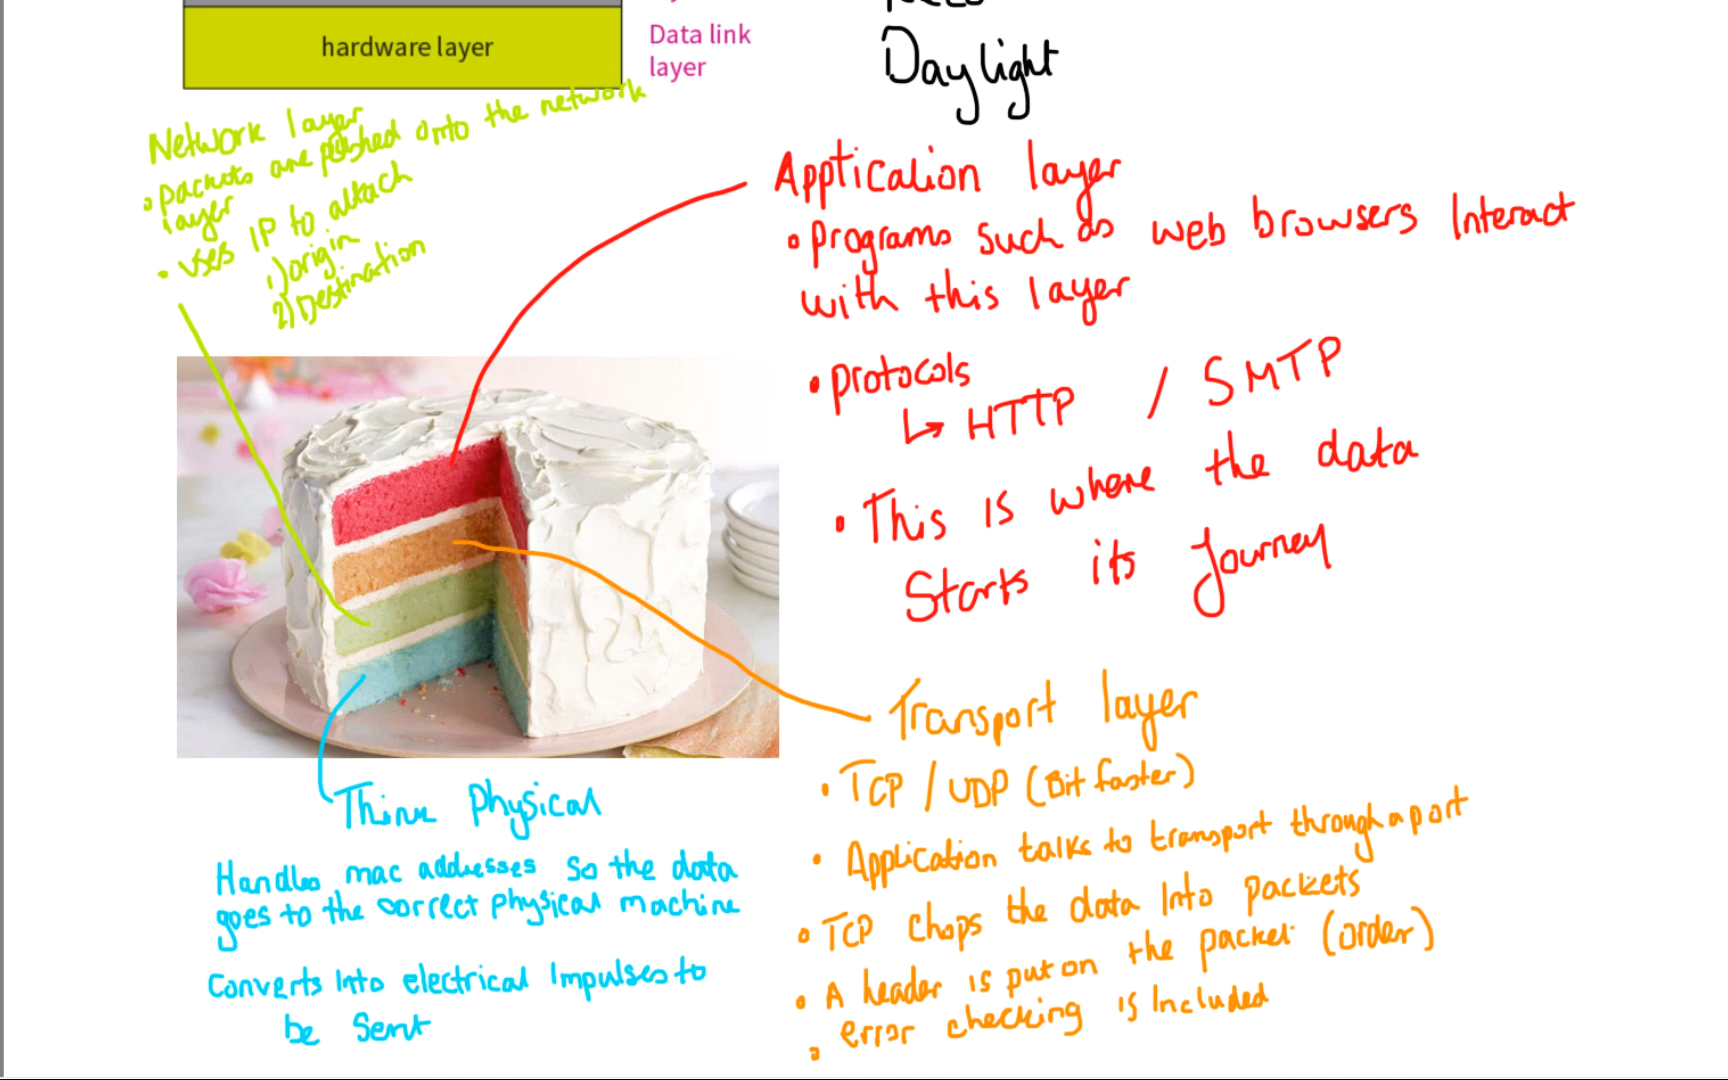 hardware layer
Data link
layer
Daylight
Network layer
• packets are pushed onto the network
layer
• uses IP to attach
1) origin
2) Destination
Application layer
• programs such as web browsers Interact
with this layer
• protocols
↳ HTTP / SMTP
• This is where the data
Starts its Journey
Transport layer
• TCP / UDP (Bit faster)
• Application talks to transport through a port
• TCP chops the data Into packets
• A header is put on the packet (order)
• error checking is Included
Think Physical
Handles mac addresses so the data
goes to the correct physical machine
Converts Into electrical Impulses to
be Sent